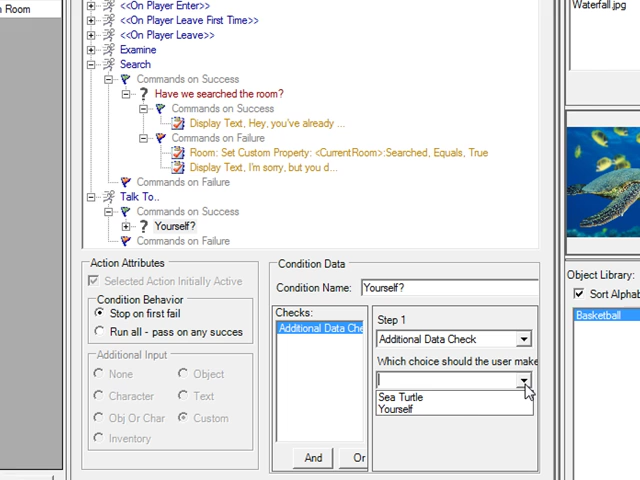 n Room
<<On Player Enter>>
<<On Player Leave First Time>>
<<On Player Leave>>
Examine
Search
Commands on Success
Have we searched the room?
Commands on Success
Display Text, Hey, you've already ...
Commands on Failure
Room: Set Custom Property: <CurrentRoom>:Searched, Equals, True
Display Text, I'm sorry, but you d...
Commands on Failure
Talk To..
Commands on Success
Yourself?
Commands on Failure
Action Attributes
Selected Action Initially Active
Condition Behavior
Stop on first fail
Run all - pass on any succes
Additional Input
None
Object
Character
Text
Obj Or Char
Custom
Inventory
Condition Data
Condition Name:
Yourself?
Checks:
Additional Data Che
And
Or
Step 1
Additional Data Check
Which choice should the user make
Sea Turtle
Yourself
Waterfall.jpg
Object Library:
Sort Alphab
Basketball